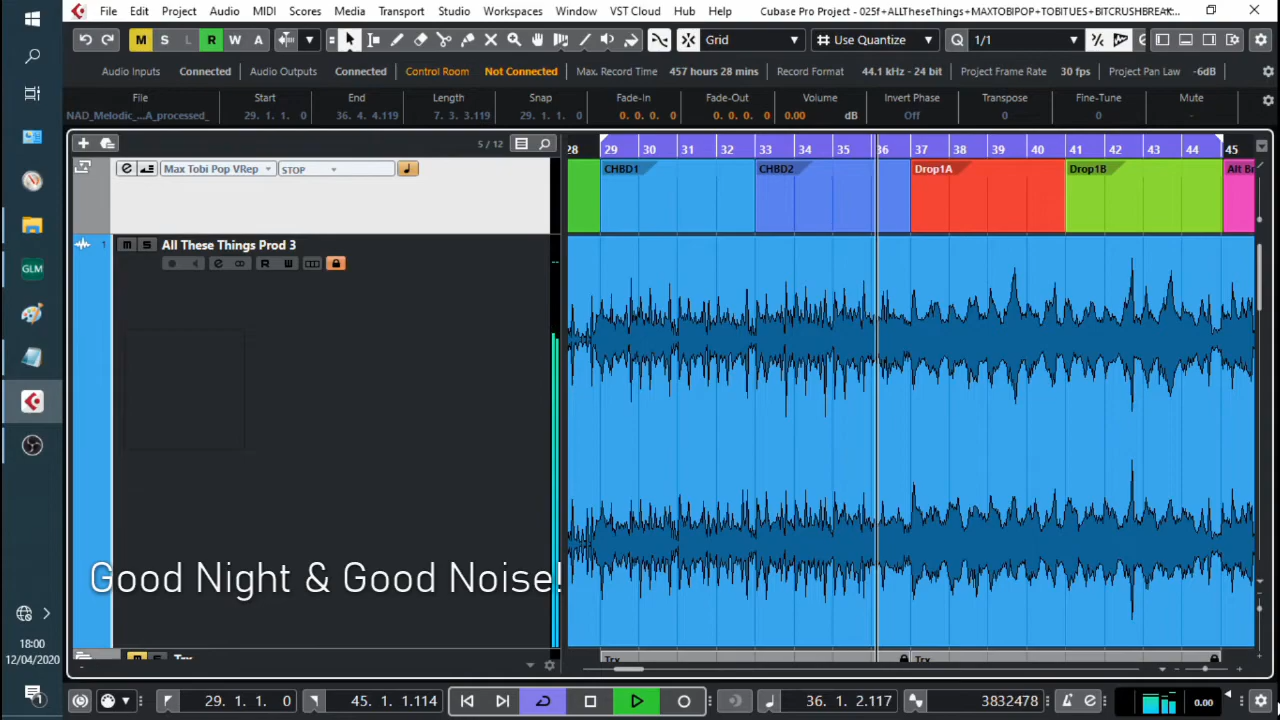 File Edit Project Audio MIDI Scores Media Transport Studio Workspaces Window VST Cloud Hub Help Cubase Pro Project - 025f+ALLTheseThings+MAXTOBIPOP+TOBITUES+BITCRUSHBREAK
M S L R W A Grid Use Quantize Q 1/1
Audio Inputs Connected Audio Outputs Connected Control Room Not Connected Max. Record Time 457 hours 28 mins Record Format 44.1 kHz - 24 bit Project Frame Rate 30 fps Project Pan Law -6dB
File Start End Length Snap Fade-In Fade-Out Volume Invert Phase Transpose Fine-Tune Mute
NAD_Melodic_...A_processed_ 29. 1. 1. 0 36. 4. 4.119 7. 3. 3.119 29. 1. 1. 0 0. 0. 0. 0 0. 0. 0. 0 0.00 dB Off 0 0 -
5 / 12 28 29 30 31 32 33 34 35 36 37 38 39 40 41 42 43 44 45
Max Tobi Pop VRep STOP CHBD1 CHBD2 Drop1A Drop1B Alt Br
1 m S All These Things Prod 3
R W
GLM
Good Night & Good Noise!
18:00
12/04/2020
m S Trx Trx Trx
1 29. 1. 1. 0 45. 1. 1.114 36. 1. 2.117 3832478 0.00